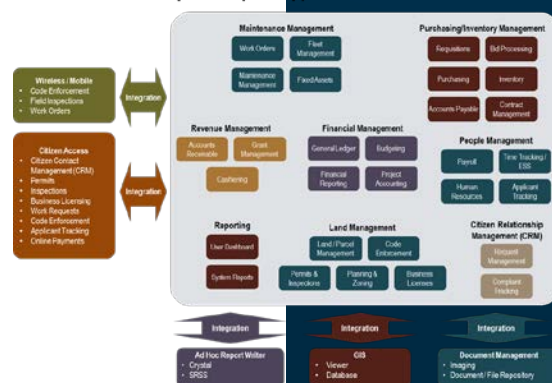 Maintenance Management
Work Orders
Fleet
Management
Maintenance
Management
Fixed Assets
Purchasing/Inventory Management
Requisitions
Bid Processing
Purchasing
Inventory
Accounts Payable
Contract
Management
Wireless / Mobile
• Code Enforcement
• Field Inspections
• Work Orders
Integration
Citizen Access
• Citizen Contact
Management (CRM)
• Permits
• Inspections
• Business Licensing
• Work Requests
• Code Enforcement
• Applicant Tracking
• Online Payments
Integration
Revenue Management
Accounts
Receivable
Grant
Management
Cashiering
Financial Management
General Ledger
Budgeting
Financial
Reporting
Project
Accounting
People Management
Payroll
Time Tracking /
ESS
Human
Resources
Applicant
Tracking
Reporting
User Dashboard
System Reports
Land Management
Land / Parcel
Management
Code
Enforcement
Permits &
Inspections
Planning &
Zoning
Business
Licenses
Citizen Relationship
Management (CRM)
Request
Management
Complaint
Tracking
Integration
Integration
Integration
Ad Hoc Report Writer
• Crystal
• SRSS
GIS
• Viewer
• Database
Document Management
• Imaging
• Document / File Repository